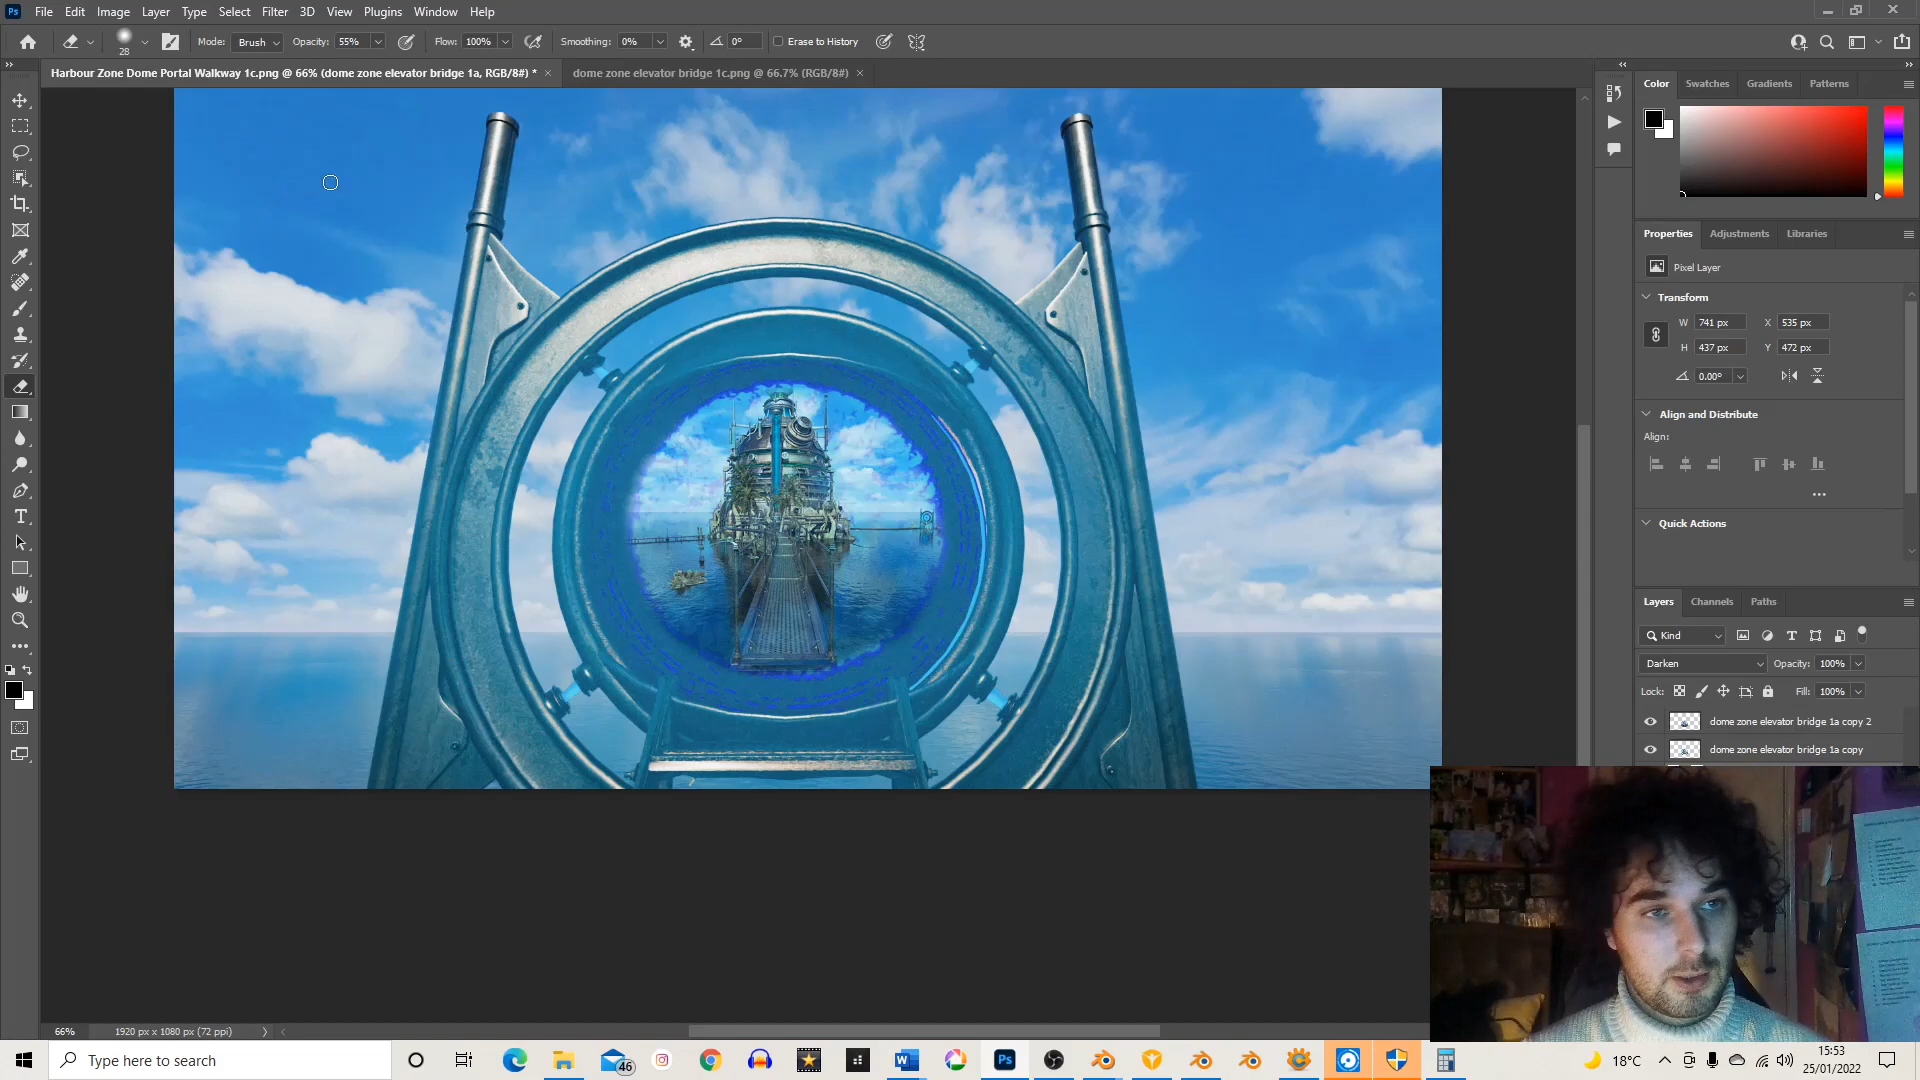 Ps File Edit Image Layer Type Select Filter 3D View Plugins Window Help
28 Mode: Brush Opacity: 55% Flow: 100% Smoothing: 0% 0° Erase to History
Harbour Zone Dome Portal Walkway 1c.png @ 66% (dome zone elevator bridge 1a, RGB/8#) * × dome zone elevator bridge 1c.png @ 66.7% (RGB/8#) ×
Color Swatches Gradients Patterns
Properties Adjustments Libraries
Pixel Layer
Transform
W 741 px X 535 px
H 437 px Y 472 px
0.00°
Align and Distribute
Align:
Quick Actions
Layers Channels Paths
Kind
Darken Opacity: 100%
Lock: Fill: 100%
dome zone elevator bridge 1a copy 2
dome zone elevator bridge 1a copy
66% 1920 px x 1080 px (72 ppi)
Type here to search 46 Ps 18°C 15:53
25/01/2022